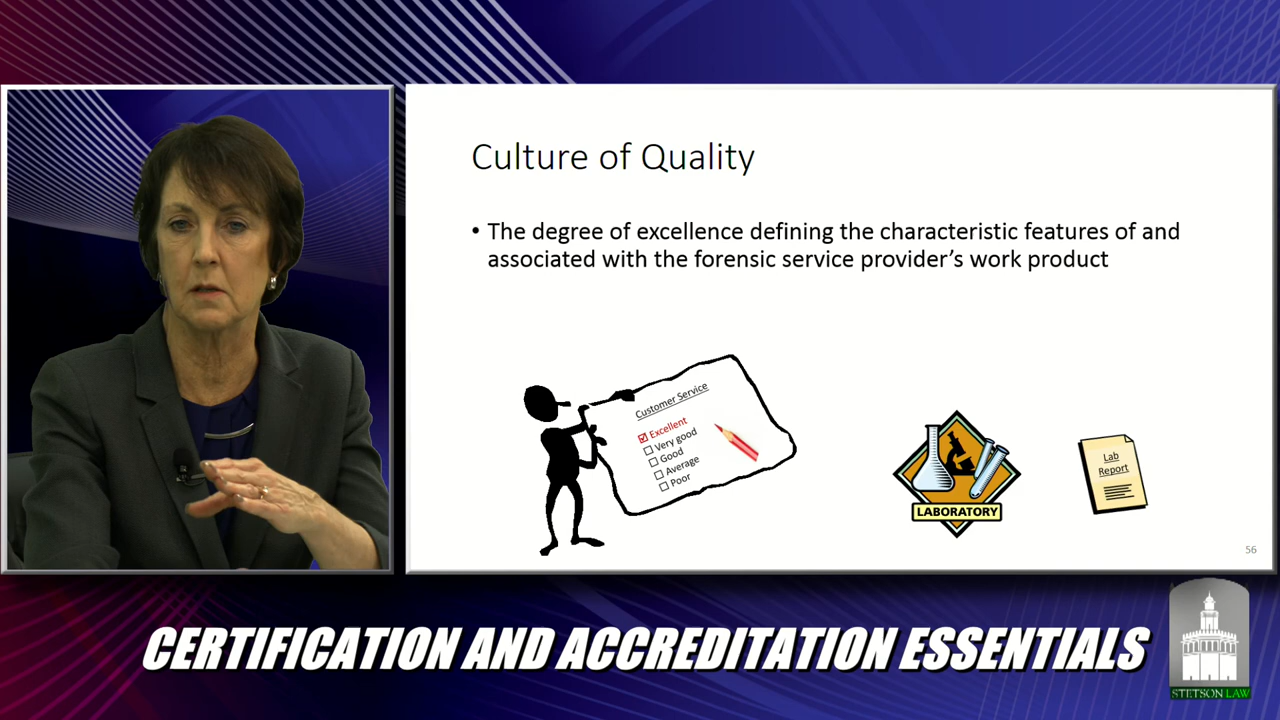 Culture of Quality
• The degree of excellence defining the characteristic features of and
associated with the forensic service provider’s work product
Customer Service
☑ Excellent
☐ Very good
☐ Good
☐ Average
☐ Poor
LABORATORY
Lab
Report
56
CERTIFICATION AND ACCREDITATION ESSENTIALS
STETSON LAW